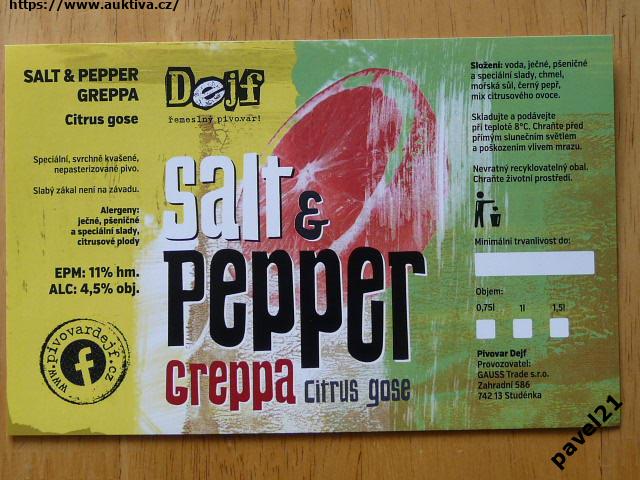 https://www.auktiva.cz/
SALT & PEPPER
GREPPA
Citrus gose
Speciální, svrchně kvašené,
nepasterizované pivo.
Slabý zákal není na závadu.
Alergeny:
ječné, pšeničné
a speciální slady,
citrusové plody
EPM: 11% hm.
ALC: 4,5% obj.
www.pivovardejf.cz
f
Dejf
řemeslný pivovar!
Salt &
Pepper
Greppa Citrus gose
Složení: voda, ječné, pšeničné
a speciální slady, chmel,
mořská sůl, černý pepř,
mix citrusového ovoce.
Skladujte a podávejte
při teplotě 8°C. Chraňte před
přímým slunečním světlem
a poškozením vlivem mrazu.
Nevratný recyklovatelný obal.
Chraňte životní prostředí.
Minimální trvanlivost do:
Objem:
0,75l 1l 1,5l
Pivovar Dejf
Provozovatel:
GAUSS Trade s.r.o.
Zahradní 586
742 13 Studénka
pavel21